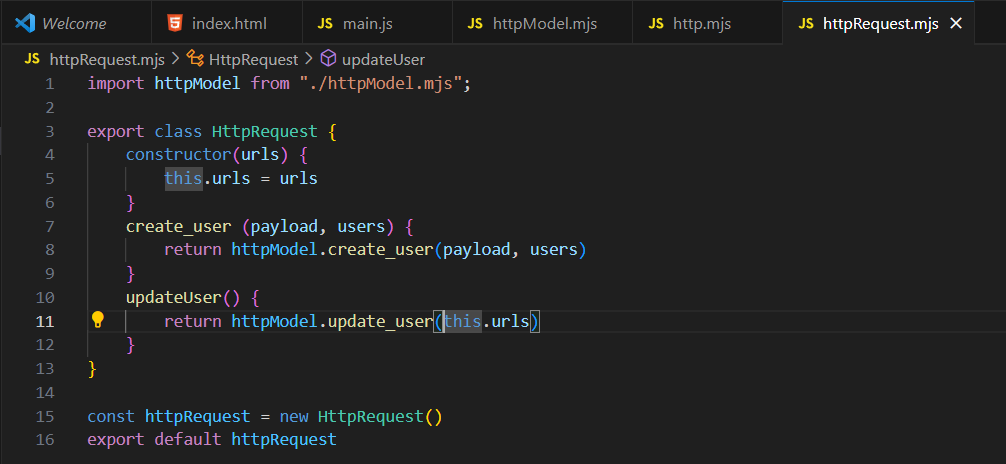 Welcome index.html JS main.js JS httpModel.mjs JS http.mjs JS httpRequest.mjs
JS httpRequest.mjs > HttpRequest > updateUser
1 import httpModel from "./httpModel.mjs";
2
3 export class HttpRequest {
4 constructor(urls) {
5 this.urls = urls
6 }
7 create_user (payload, users) {
8 return httpModel.create_user(payload, users)
9 }
10 updateUser() {
11 return httpModel.update_user(this.urls)
12 }
13 }
14
15 const httpRequest = new HttpRequest()
16 export default httpRequest